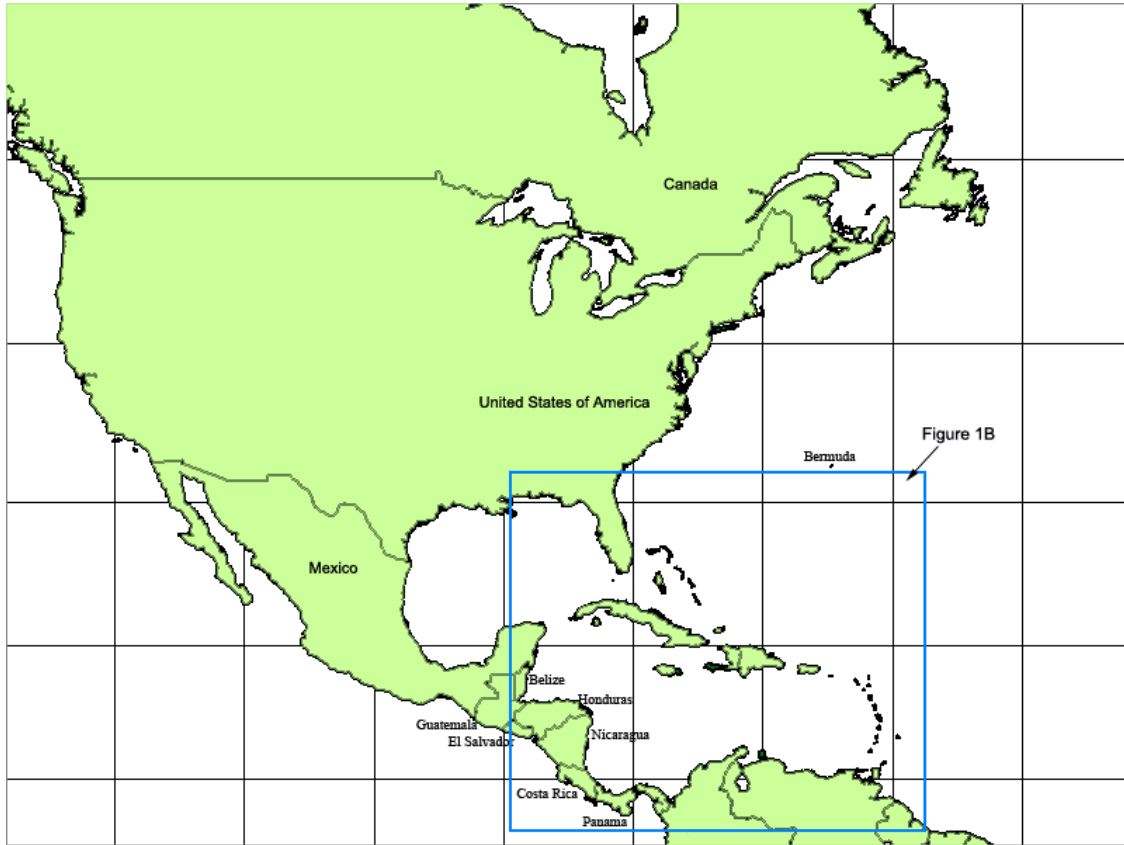 Canada
United States of America
Figure 1B
Bermuda
Mexico
Belize
Honduras
Guatemala
Nicaragua
El Salvador
Costa Rica
Panama